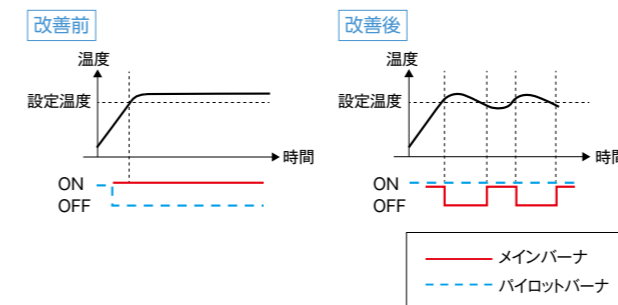 改善前
温度
設定温度
時間
ON
OFF
改善後
温度
設定温度
時間
ON
OFF
メインバーナ
パイロットバーナ